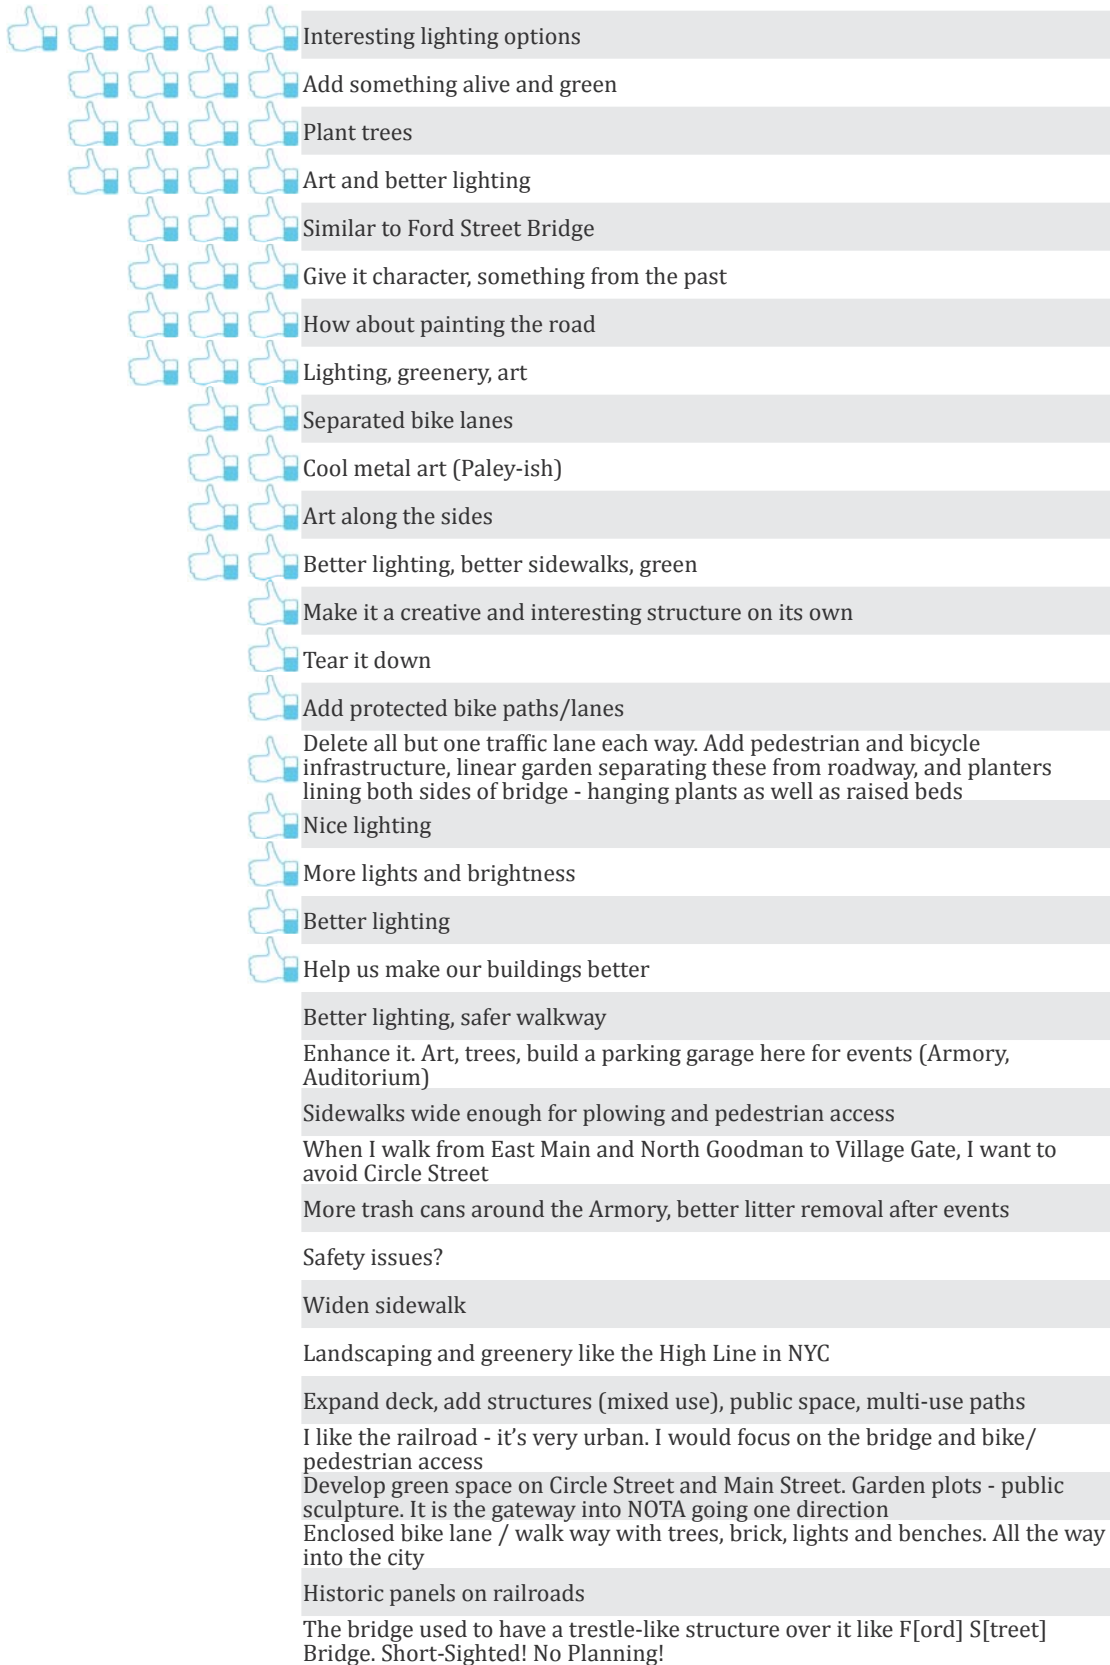 Interesting lighting options
Add something alive and green
Plant trees
Art and better lighting
Similar to Ford Street Bridge
Give it character, something from the past
How about painting the road
Lighting, greenery, art
Separated bike lanes
Cool metal art (Paley-ish)
Art along the sides
Better lighting, better sidewalks, green
Make it a creative and interesting structure on its own
Tear it down
Add protected bike paths/lanes
Delete all but one traffic lane each way. Add pedestrian and bicycle
infrastructure, linear garden separating these from roadway, and planters
lining both sides of bridge - hanging plants as well as raised beds
Nice lighting
More lights and brightness
Better lighting
Help us make our buildings better
Better lighting, safer walkway
Enhance it. Art, trees, build a parking garage here for events (Armory,
Auditorium)
Sidewalks wide enough for plowing and pedestrian access
When I walk from East Main and North Goodman to Village Gate, I want to
avoid Circle Street
More trash cans around the Armory, better litter removal after events
Safety issues?
Widen sidewalk
Landscaping and greenery like the High Line in NYC
Expand deck, add structures (mixed use), public space, multi-use paths
I like the railroad - it's very urban. I would focus on the bridge and bike/
pedestrian access
Develop green space on Circle Street and Main Street. Garden plots - public
sculpture. It is the gateway into NOTA going one direction
Enclosed bike lane / walk way with trees, brick, lights and benches. All the way
into the city
Historic panels on railroads
The bridge used to have a trestle-like structure over it like F[ord] S[treet]
Bridge. Short-Sighted! No Planning!